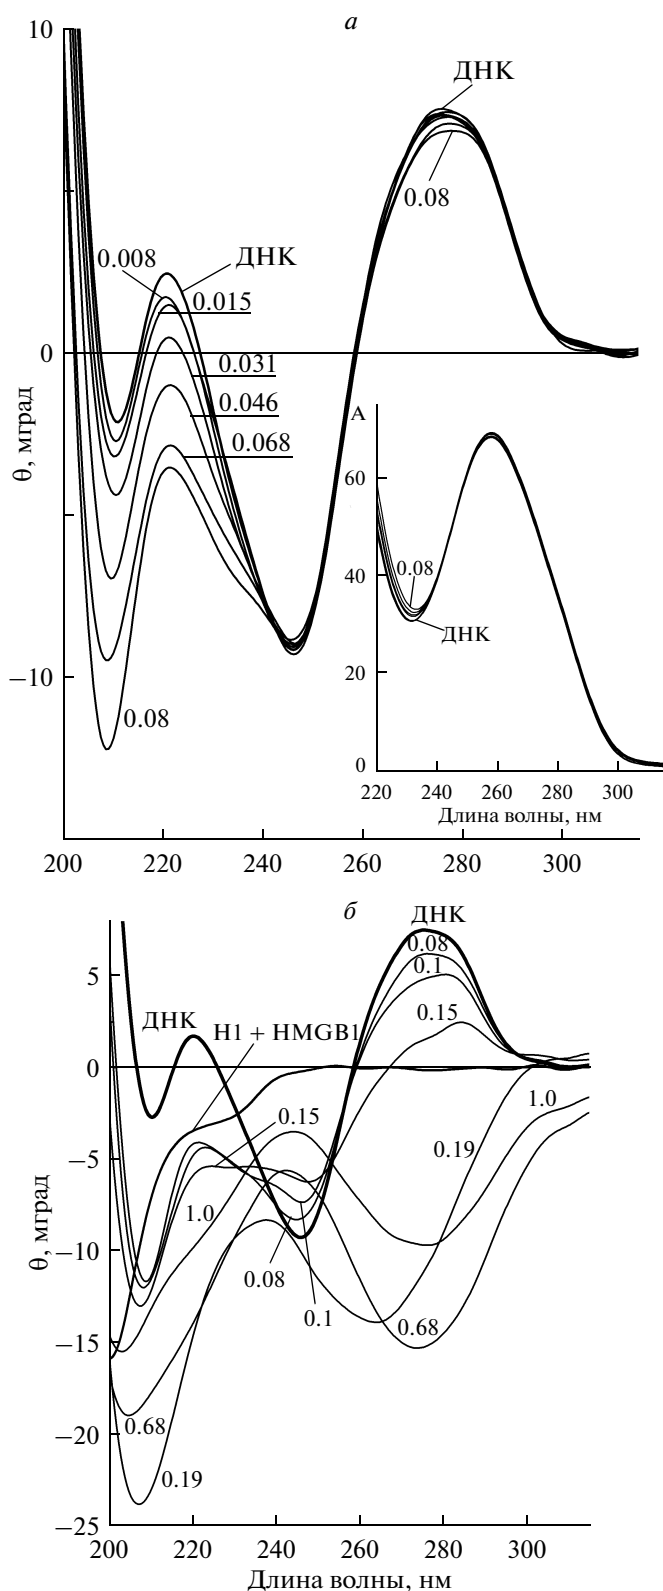 а
10
ДНК
0.08
0.008
ДНК
0.015
0
0.031
0.046
0.068
θ, мград
−10
0.08
A
60
40
0.08
ДНК
20
0
220 240 260 280 300
Длина волны, нм
200 220 240 260 280 300
б
ДНК
5
0.08
0.1
ДНК
H1 + HMGB1
0.15
0
0.15
1.0
−5
0.19
1.0
θ, мград
−10
0.08
0.1
0.68
−15
0.68
−20
0.19
−25
200 220 240 260 280 300
Длина волны, нм